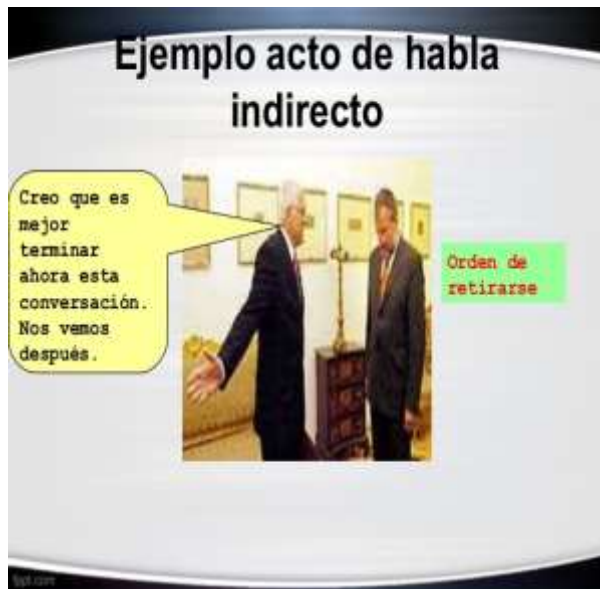 Ejemplo acto de habla
indirecto
Creo que es
mejor
terminar
ahora esta
conversación.
Nos vemos
después.
Orden de
retirarse
fppt.com